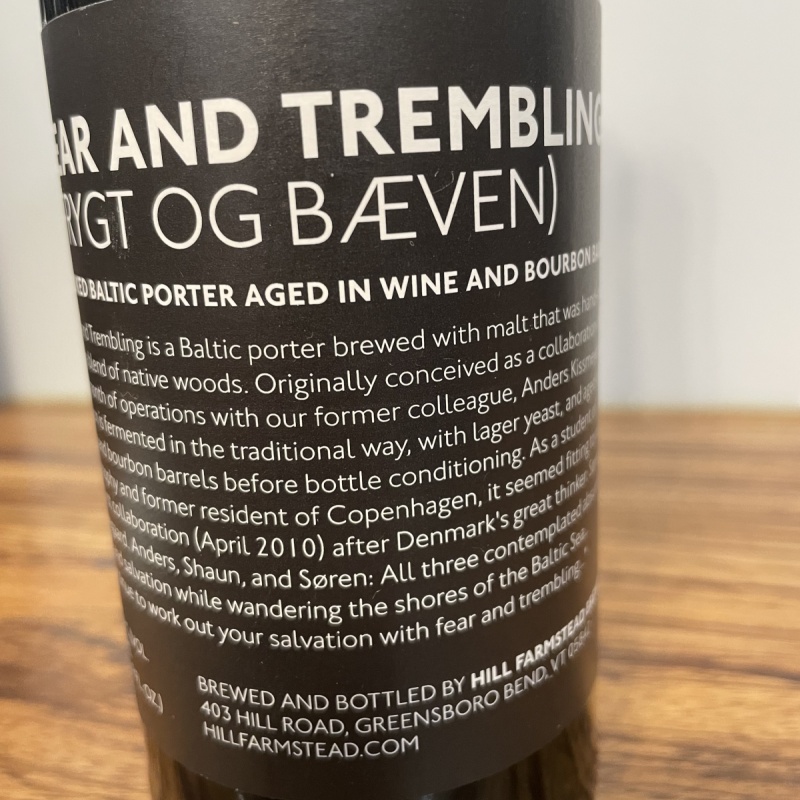 EAR AND TREMBLING
RYGT OG BÆVEN)
BALTIC PORTER AGED IN WINE AND BOURBON
Trembling is a Baltic porter brewed with malt that was
blend of native woods. Originally conceived as a
of operations with our former colleague, Anders
fermented in the traditional way, with lager yeast, and
bourbon barrels before bottle conditioning. As a student
and former resident of Copenhagen, it seemed fitting
collaboration (April 2010) after Denmark's great thinker.
Anders, Shaun, and Søren: All three contemplated
salvation while wandering the shores of the Baltic Sea.
to work out your salvation with fear and trembling..."
VOL
FL OZ.)
BREWED AND BOTTLED BY HILL FARMSTEAD
403 HILL ROAD, GREENSBORO BEND, VT
HILLFARMSTEAD.COM